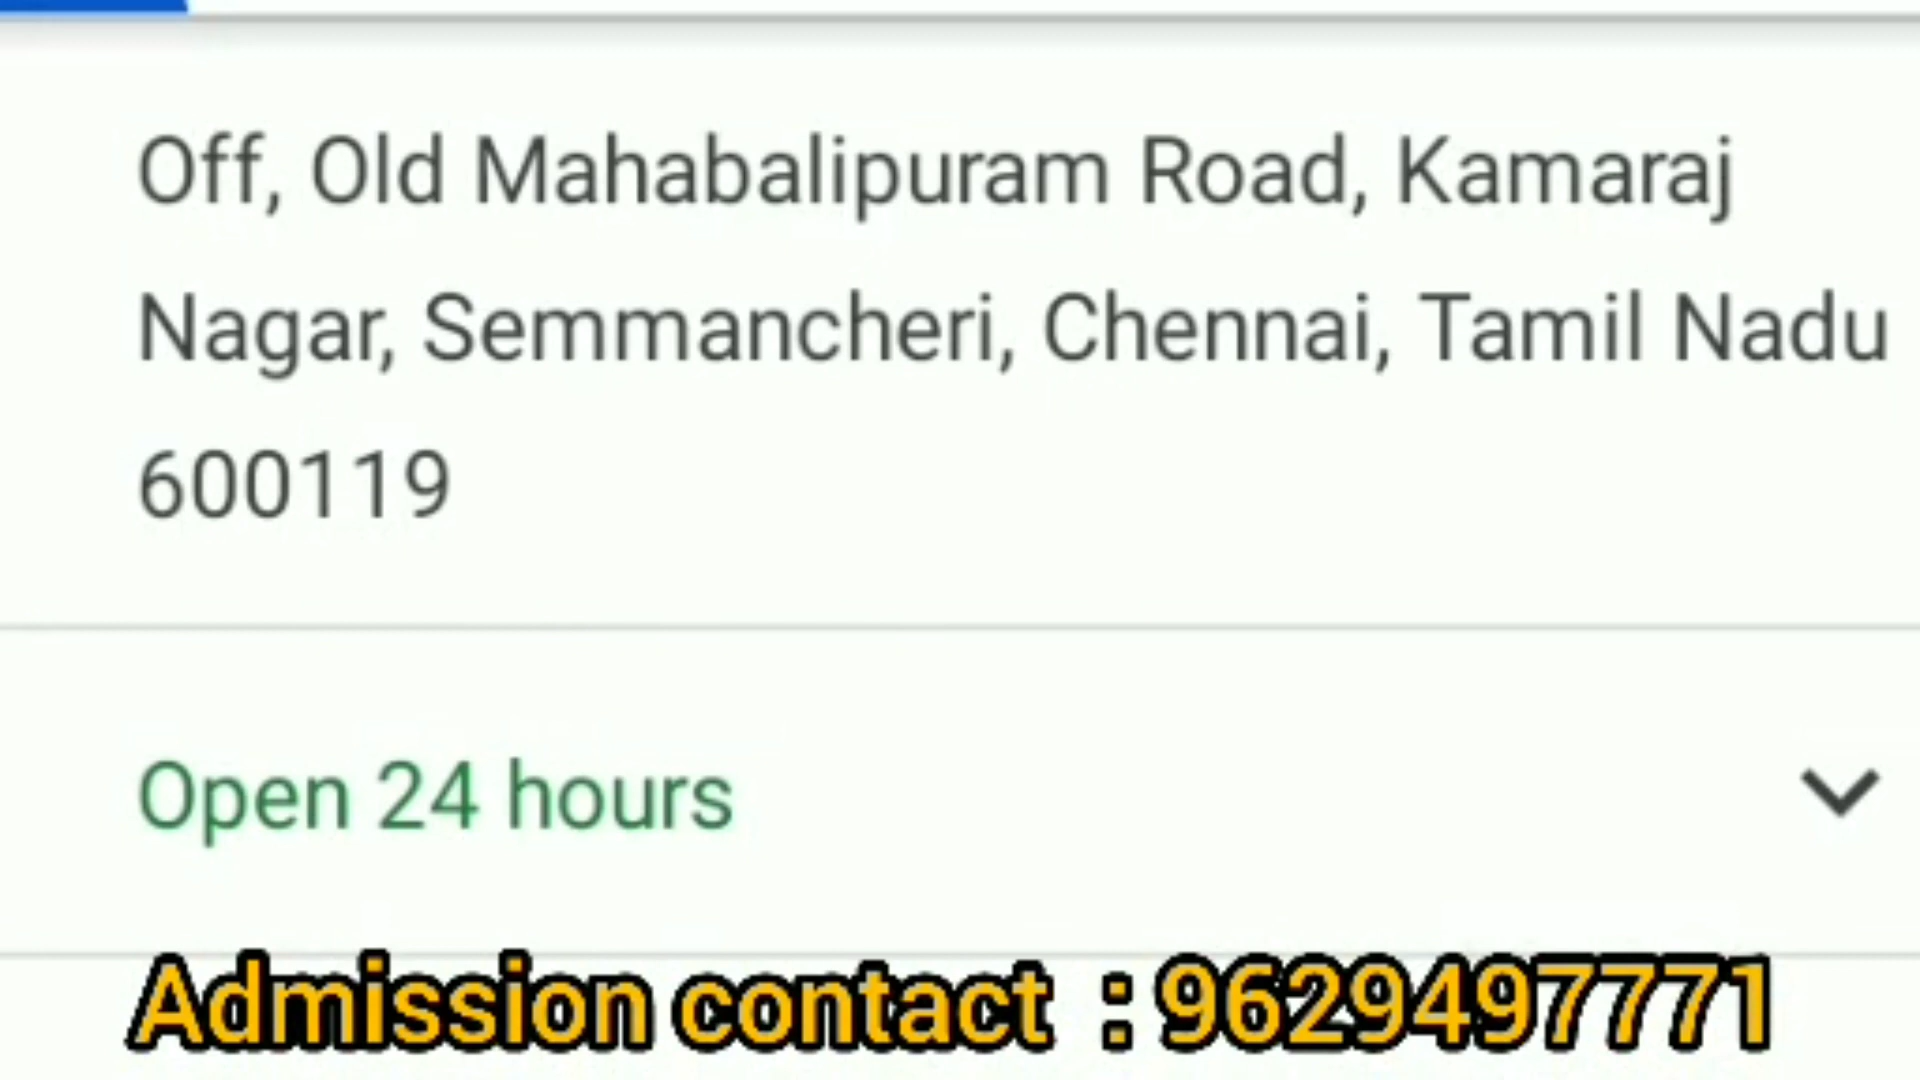 Off, Old Mahabalipuram Road, Kamaraj
Nagar, Semmancheri, Chennai, Tamil Nadu
600119
Open 24 hours
Admission contact : 9629497771